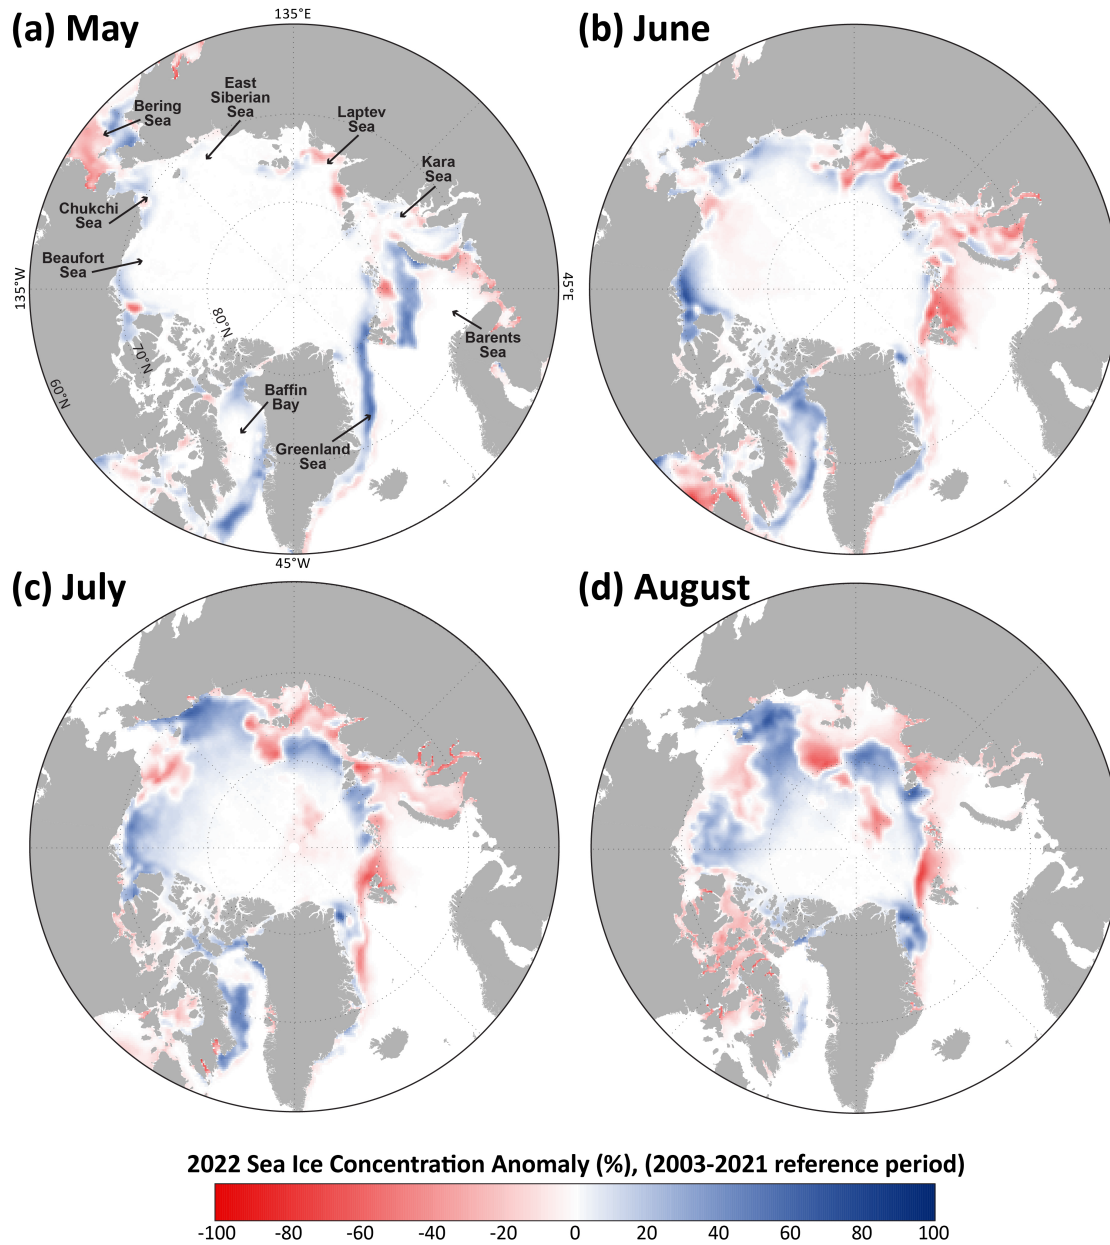 (a) May
135°E
(b) June
Bering
Sea
East
Siberian
Sea
Laptev
Sea
Kara
Sea
Chukchi
Sea
Beaufort
Sea
135°W
45°E
80°N
70°N
60°N
Barents
Sea
Baffin
Bay
Greenland
Sea
45°W
(c) July
(d) August
2022 Sea Ice Concentration Anomaly (%), (2003-2021 reference period)
-100 -80 -60 -40 -20 0 20 40 60 80 100